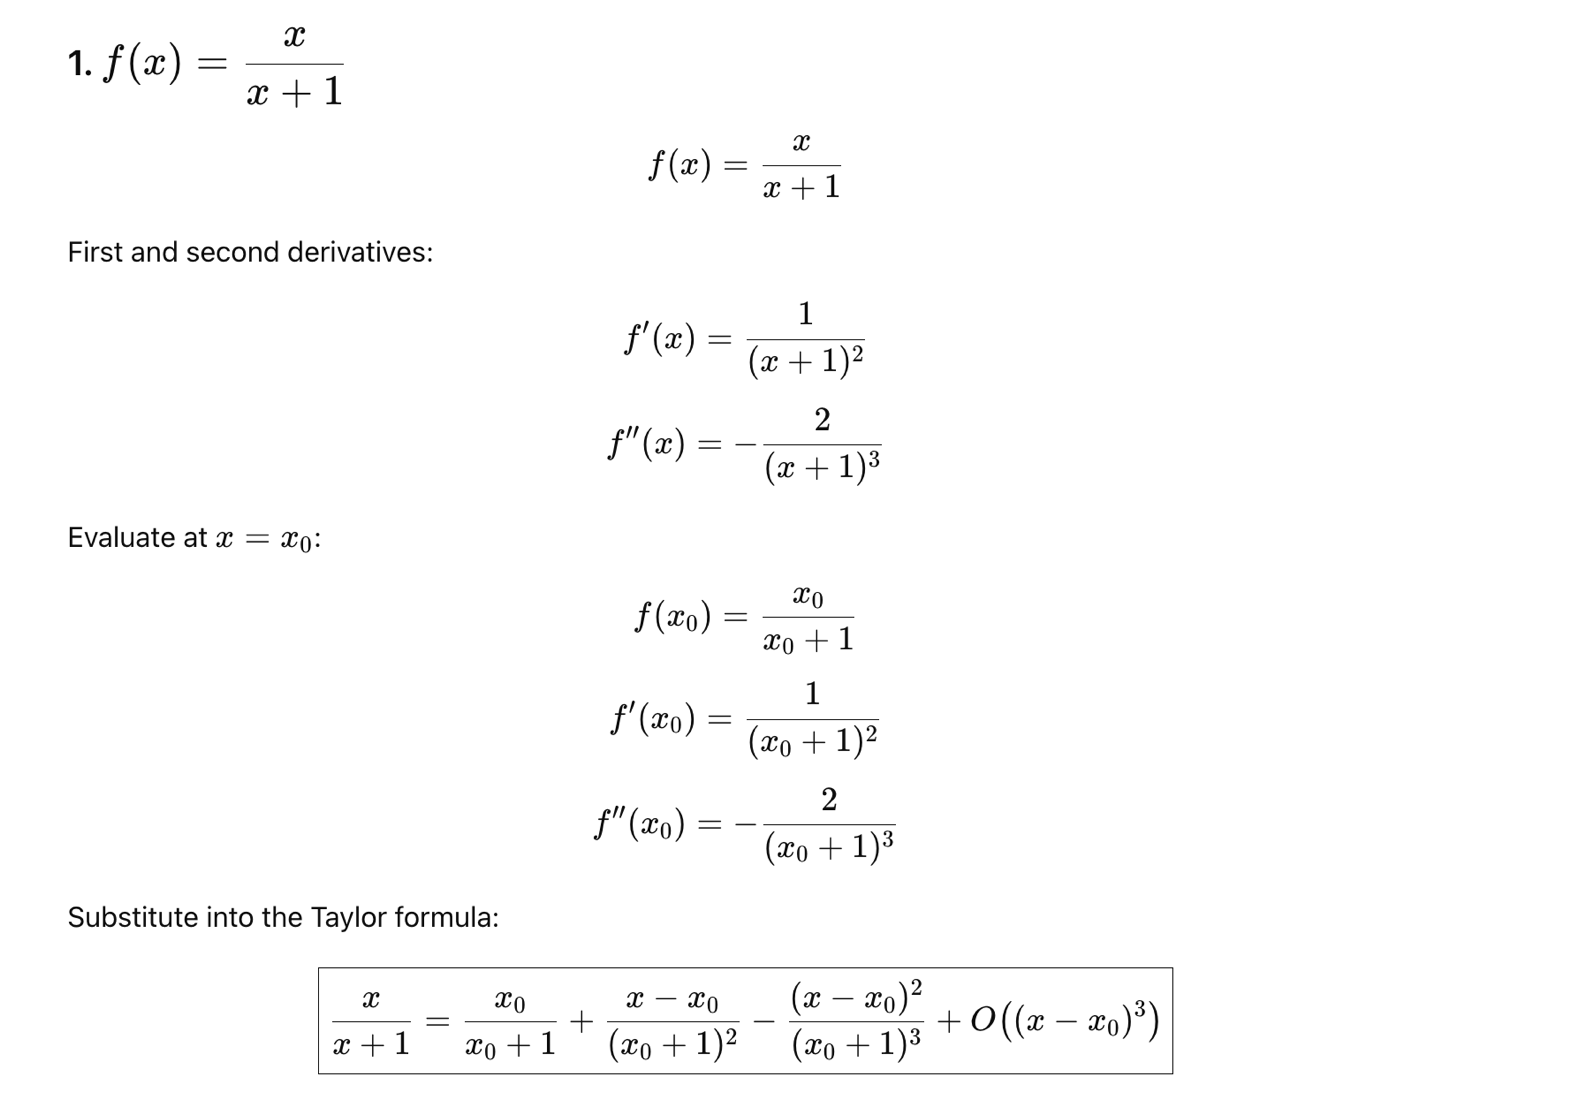 1. f(x) = x/(x + 1)
f(x) = x/(x + 1)
First and second derivatives:
f′(x) = 1/(x + 1)²
f″(x) = −2/(x + 1)³
Evaluate at x = x₀:
f(x₀) = x₀/(x₀ + 1)
f′(x₀) = 1/(x₀ + 1)²
f″(x₀) = −2/(x₀ + 1)³
Substitute into the Taylor formula:
x/(x + 1) = x₀/(x₀ + 1) + (x − x₀)/(x₀ + 1)² − (x − x₀)²/(x₀ + 1)³ + O((x − x₀)³)